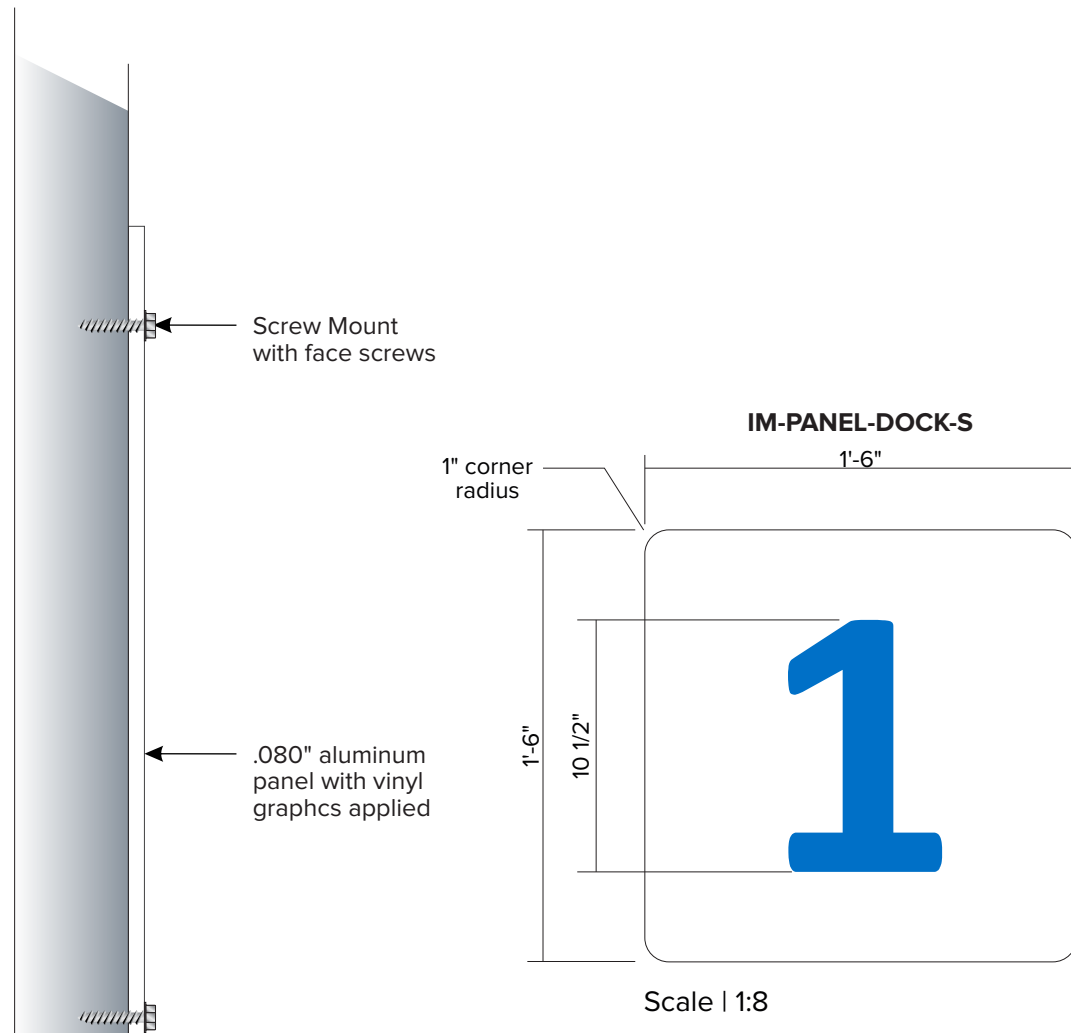 Screw Mount
with face screws
IM-PANEL-DOCK-S
1'-6"
1" corner
radius
1'-6"
10 1/2"
1
.080" aluminum
panel with vinyl
graphcs applied
Scale | 1:8